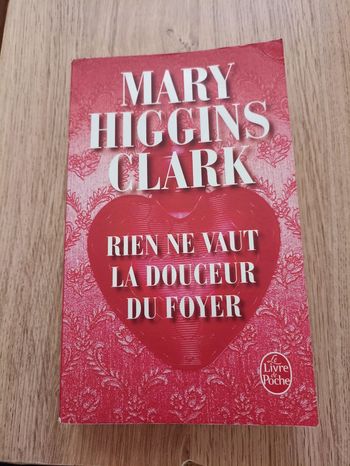 MARY
HIGGINS
CLARK
RIEN NE VAUT
LA DOUCEUR
DU FOYER
Le
Livre
de
Poche